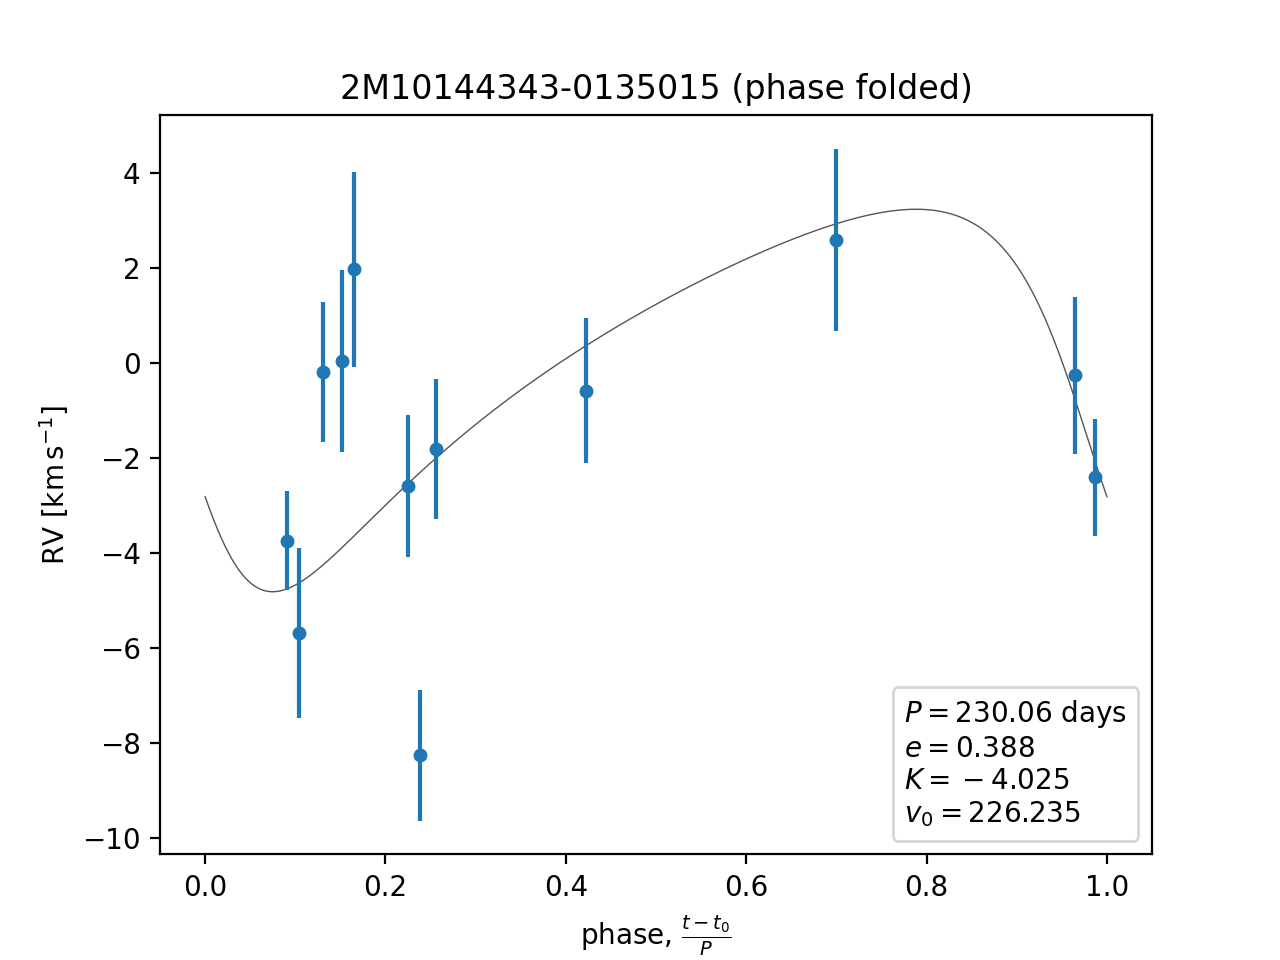 2M10144343-0135015 (phase folded)
4
2
0
−2
−4
−6
−8
−10
RV [km s⁻¹]
P = 230.06 days
e = 0.388
K = − 4.025
v₀ = 226.235
0.0 0.2 0.4 0.6 0.8 1.0
phase, (t − t₀)/P